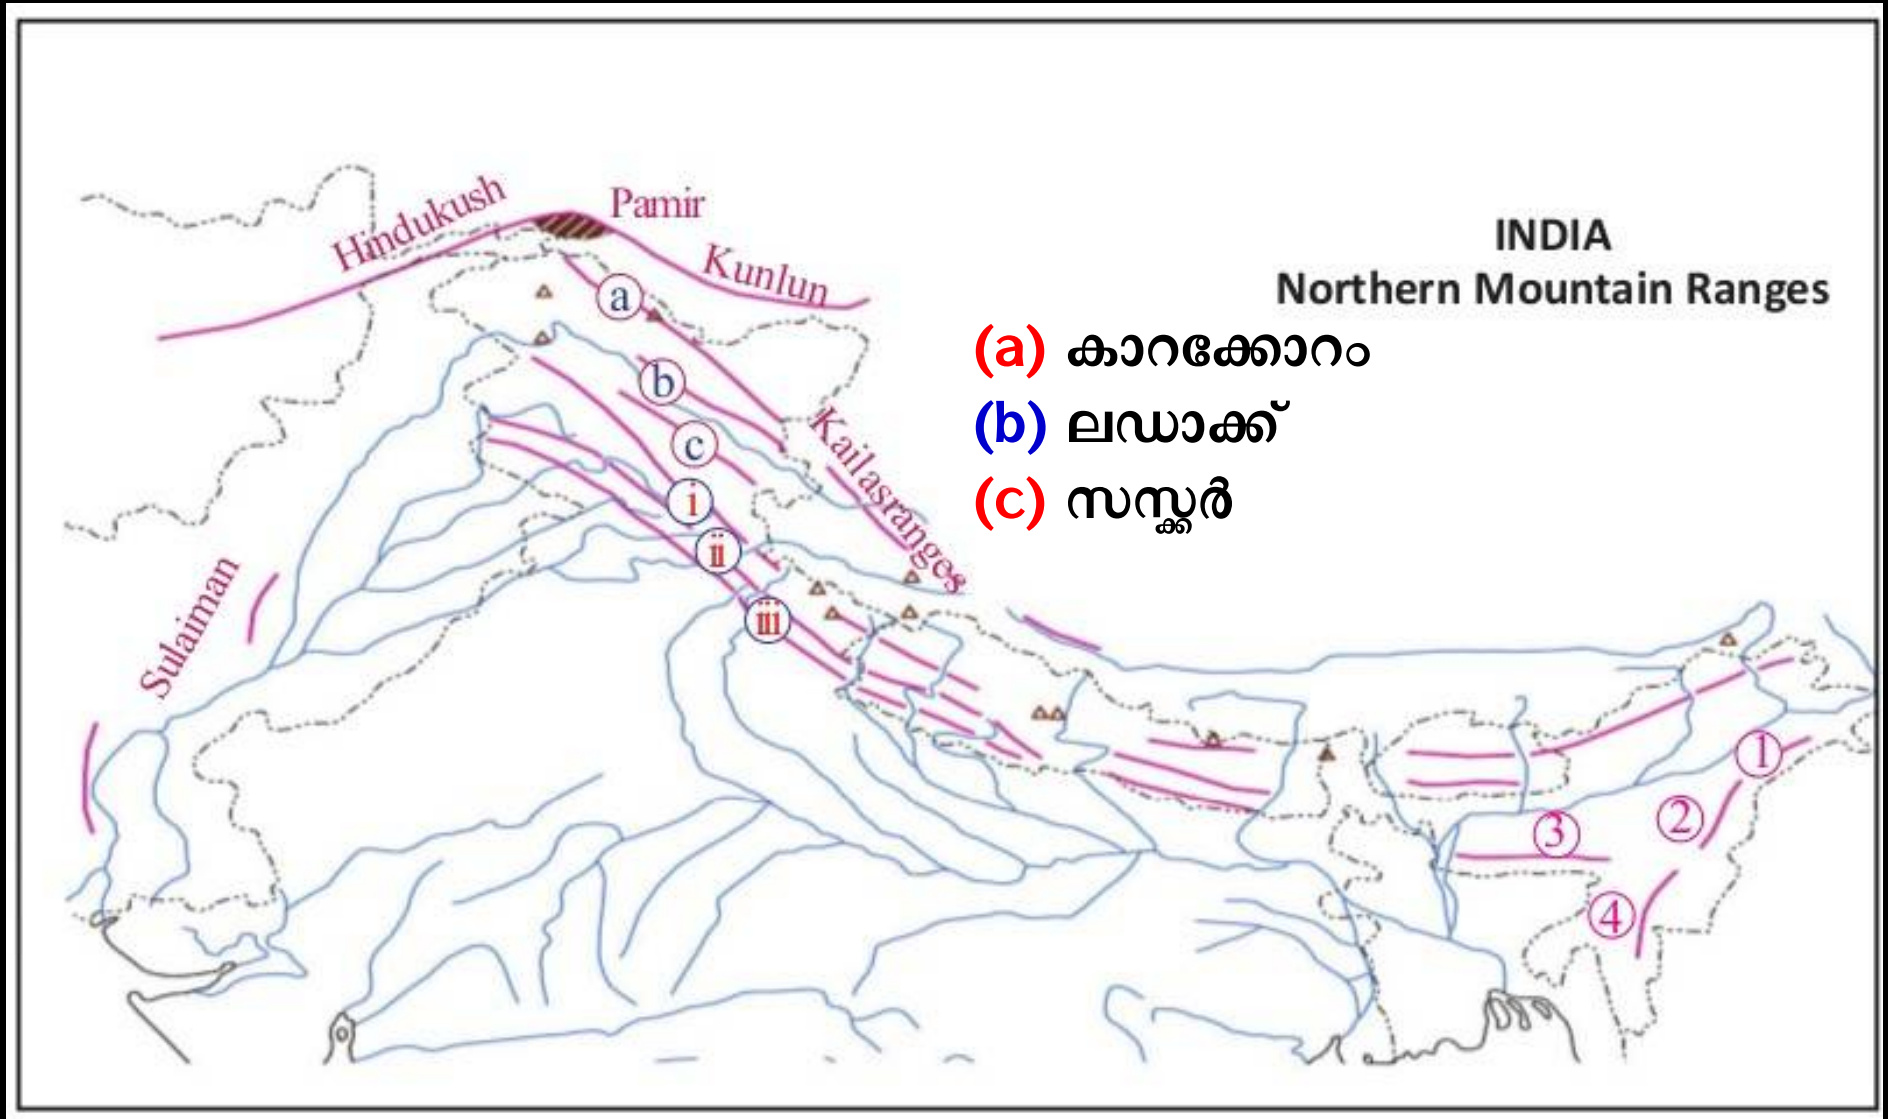 INDIA
Northern Mountain Ranges
Hindukush
Pamir
Kunlun
a
b
c
i
ii
iii
Kailasranges
Sulaiman
(a) കാറക്കോറം
(b) ലഡാക്ക്
(c) സസ്കർ
1
2
3
4